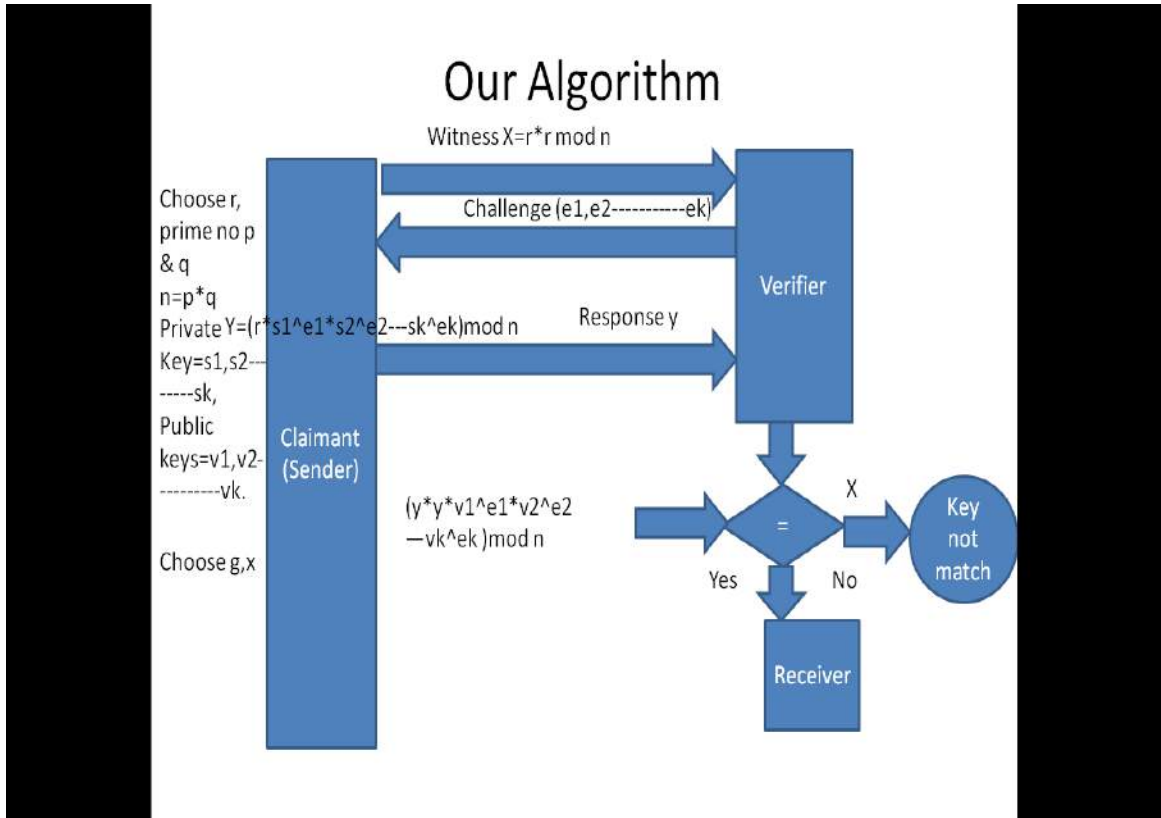 Our Algorithm
Witness X=r*r mod n
Choose r,
prime no p
& q
n=p*q
Private
Key=s1,s2---
------sk,
Public
keys=v1,v2-
---------vk.
Choose g,x
Challenge (e1,e2-----------ek)
Y=(r*s1^e1*s2^e2---sk^ek)mod n
Response y
Claimant
(Sender)
Verifier
(y*y*v1^e1*v2^e2
—vk^ek )mod n
=
X
Key
not
match
Yes
No
Receiver